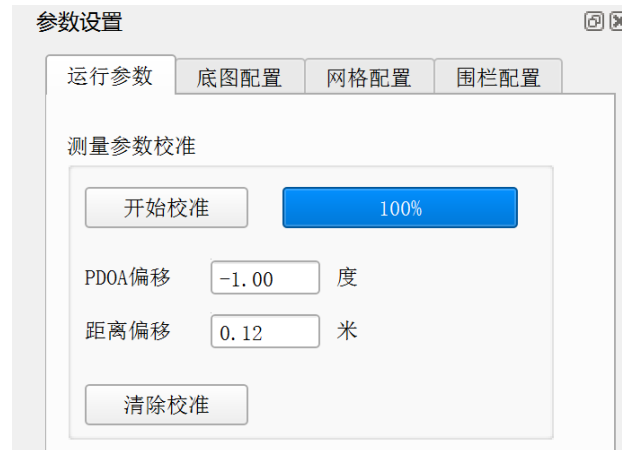 参数设置
运行参数 底图配置 网格配置 围栏配置
测量参数校准
开始校准 100%
PDOA偏移 -1.00 度
距离偏移 0.12 米
清除校准